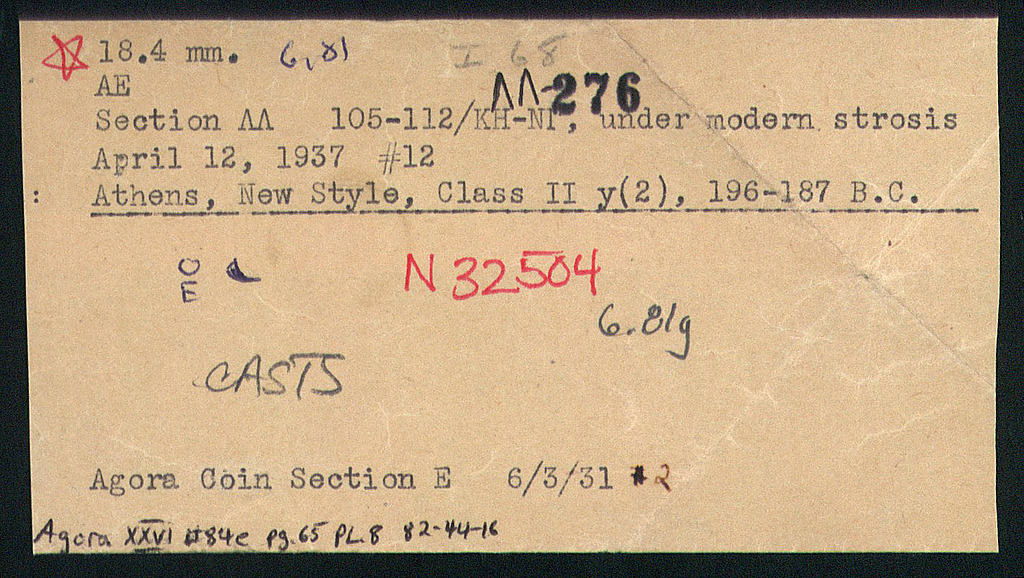 18.4 mm. 6,81 I 68
AE ΛΛ-276
Section ΛΛ 105-112/KH-NΓ, under modern strosis
April 12, 1937 #12
: Athens, New Style, Class II y(2), 196-187 B.C.
O
E
N 32504
6.81g
CASTS
Agora Coin Section E 6/3/31 #2
Agora XXVI #84e pg.65 PL.8 82-44-16